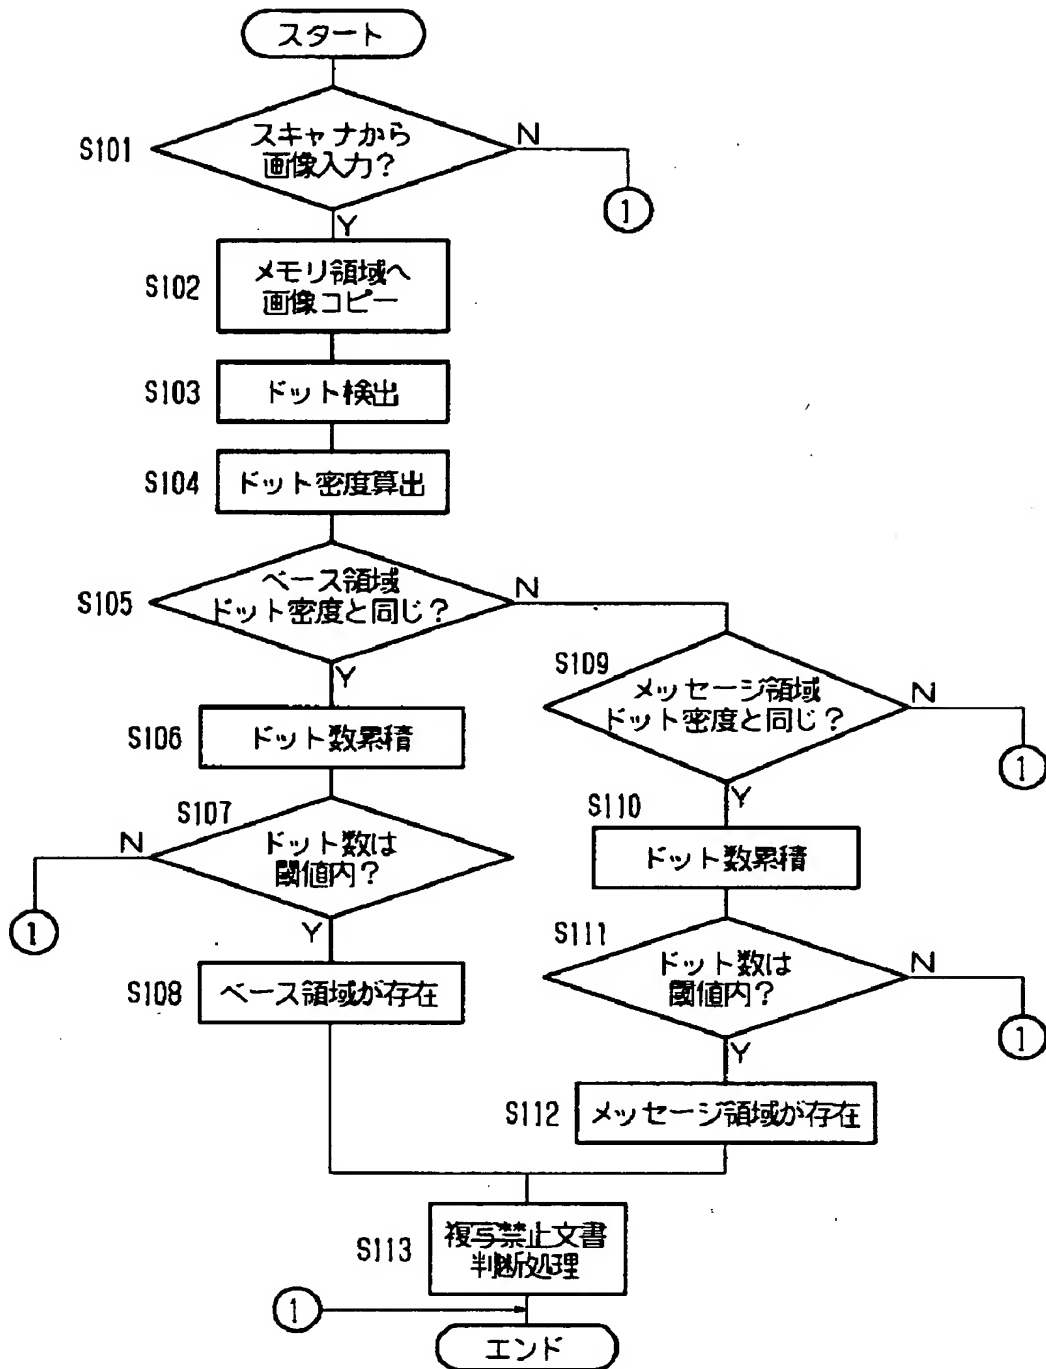 スタート
S101
スキャナから
画像入力?
N
1
Y
S102
メモリ領域へ
画像コピー
S103
ドット検出
S104
ドット密度算出
S105
ベース領域
ドット密度と同じ?
N
Y
S109
メッセージ領域
ドット密度と同じ?
N
1
Y
S106
ドット数累積
S107
ドット数は
閾値内?
N
1
Y
S110
ドット数累積
S111
ドット数は
閾値内?
N
1
Y
S108
ベース領域が存在
S112
メッセージ領域が存在
S113
複写禁止文書
判断処理
1
エンド